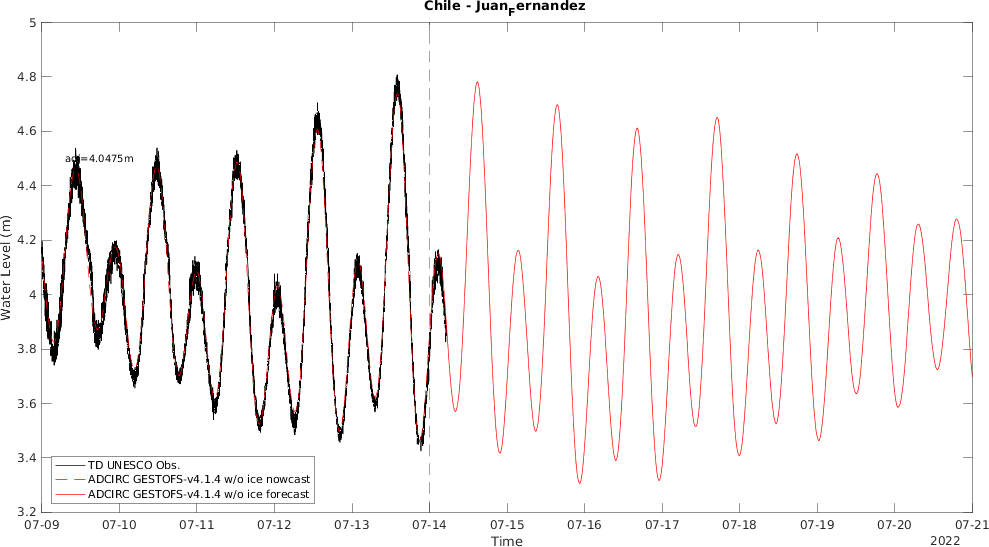 Chile - JuanFernandez
5
4.8
4.6
4.4
4.2
4
3.8
3.6
3.4
3.2
Water Level (m)
=4.0475m
TD UNESCO Obs.
ADCIRC GESTOFS-v4.1.4 w/o ice nowcast
ADCIRC GESTOFS-v4.1.4 w/o ice forecast
07-09 07-10 07-11 07-12 07-13 07-14 07-15 07-16 07-17 07-18 07-19 07-20 07-21
Time
2022